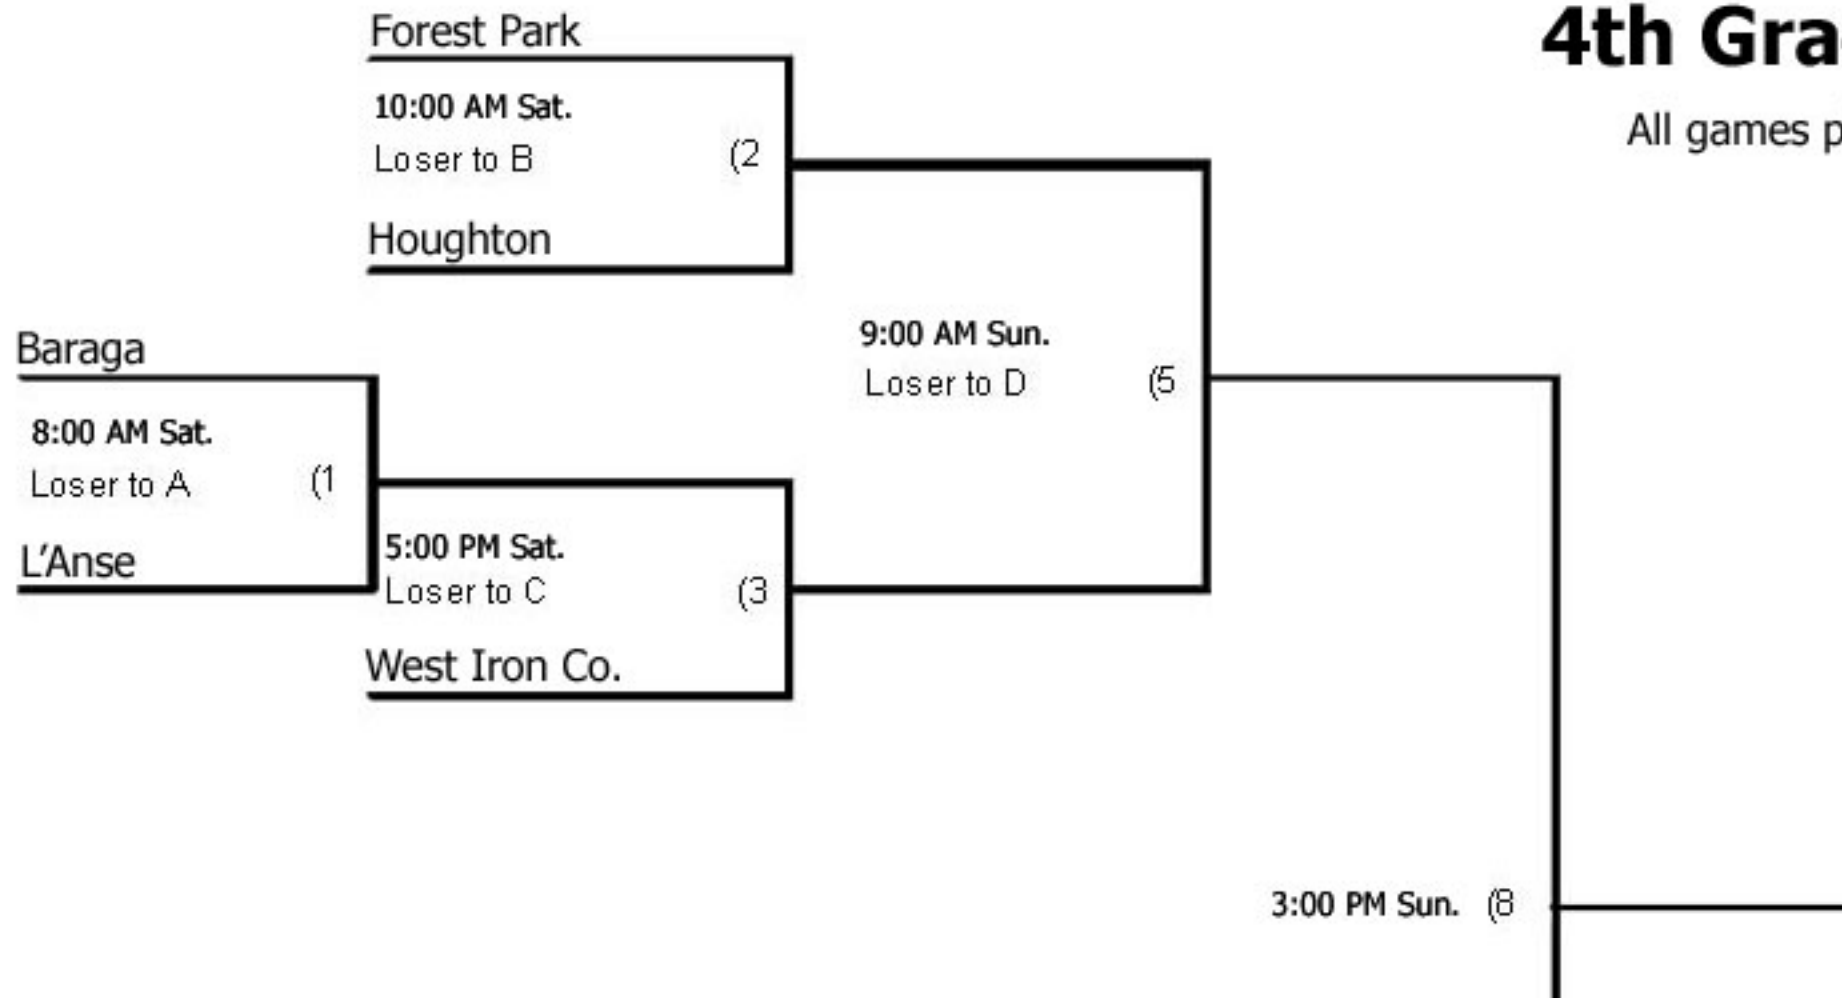 Forest Park
4th Gra
10:00 AM Sat.
Loser to B
(2
All games p
Houghton
9:00 AM Sun.
Loser to D
(5
Baraga
8:00 AM Sat.
Loser to A
(1
L'Anse
5:00 PM Sat.
Loser to C
(3
West Iron Co.
3:00 PM Sun. (8